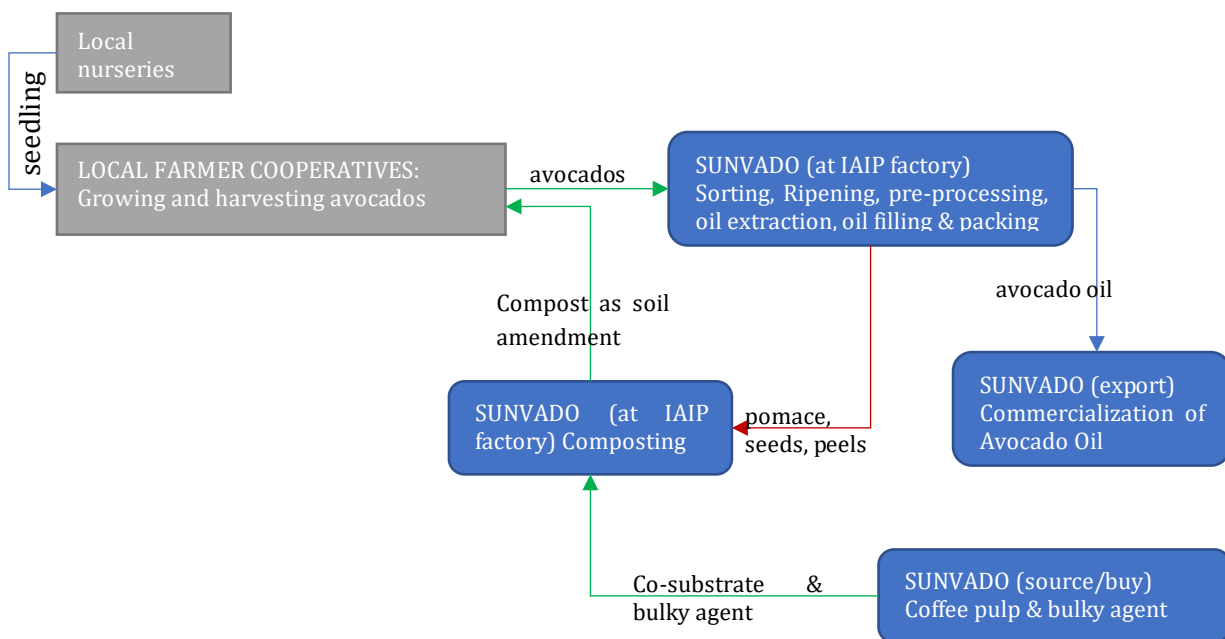 Local
nurseries
seedling
LOCAL FARMER COOPERATIVES:
Growing and harvesting avocados
avocados
SUNVADO (at IAIP factory)
Sorting, Ripening, pre-processing,
oil extraction, oil filling & packing
avocado oil
Compost as soil
amendment
SUNVADO (export)
Commercialization of
Avocado Oil
SUNVADO (at IAIP
factory) Composting
pomace,
seeds, peels
Co-substrate &
bulky agent
SUNVADO (source/buy)
Coffee pulp & bulky agent